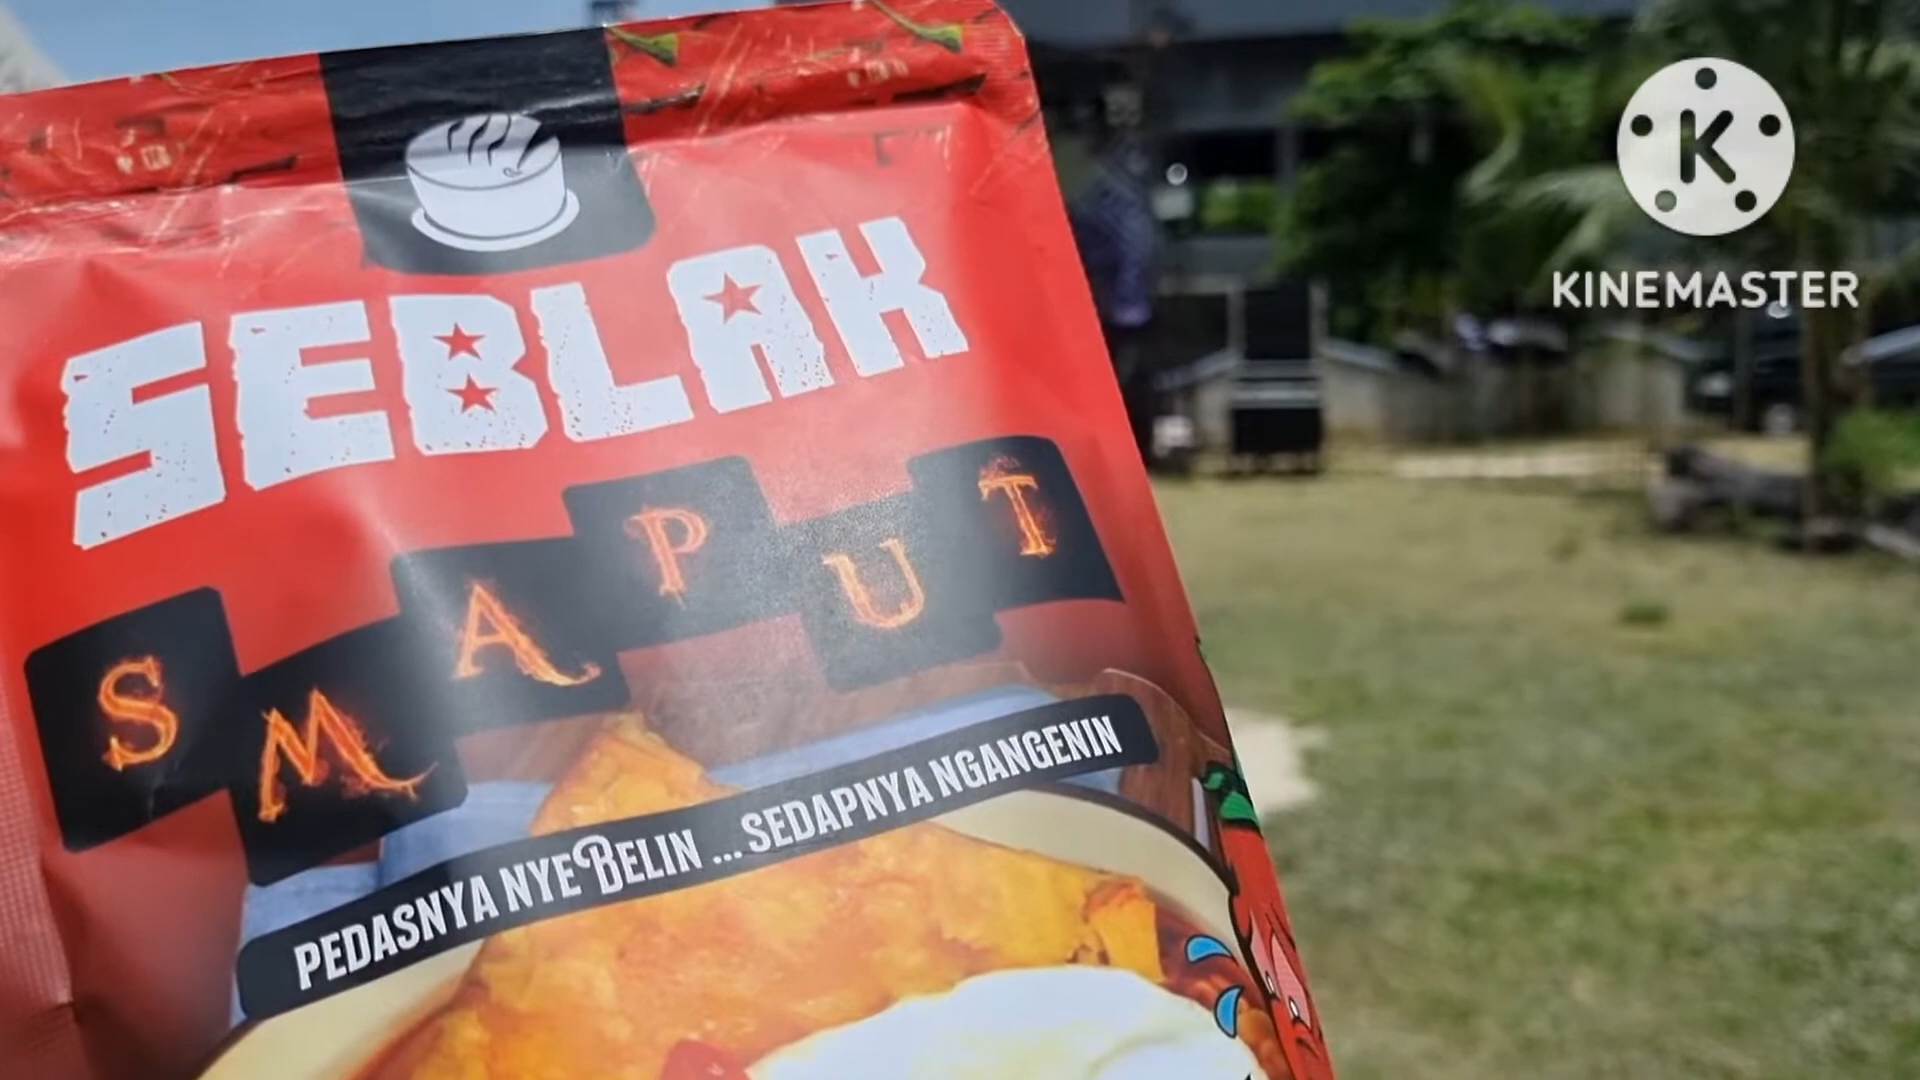 SEBLAK
SMAPUT
PEDASNYA NYEBELIN ... SEDAPNYA NGANGENIN
K
KINEMASTER